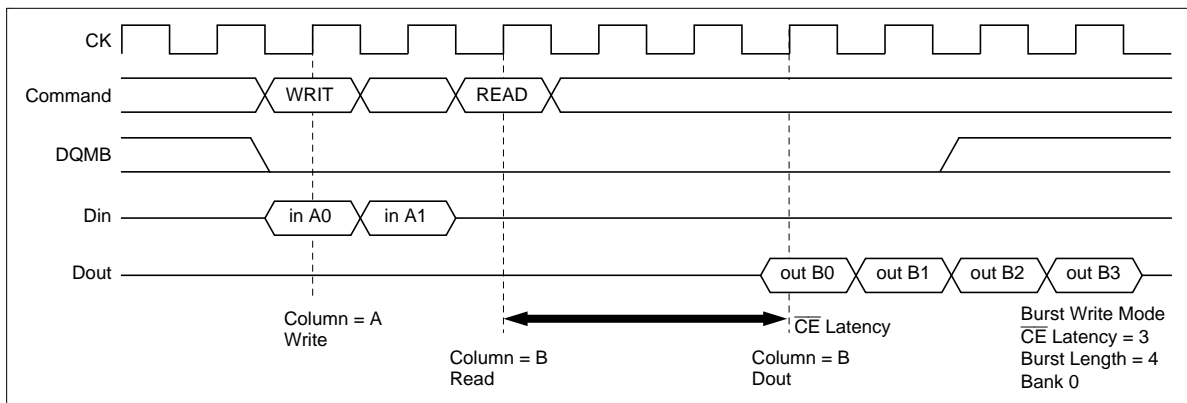 CK
Command
WRIT
READ
DQMB
Din
in A0
in A1
Dout
out B0
out B1
out B2
out B3
Column = A
Write
CE Latency
Column = B
Read
Column = B
Dout
Burst Write Mode
CE Latency = 3
Burst Length = 4
Bank 0